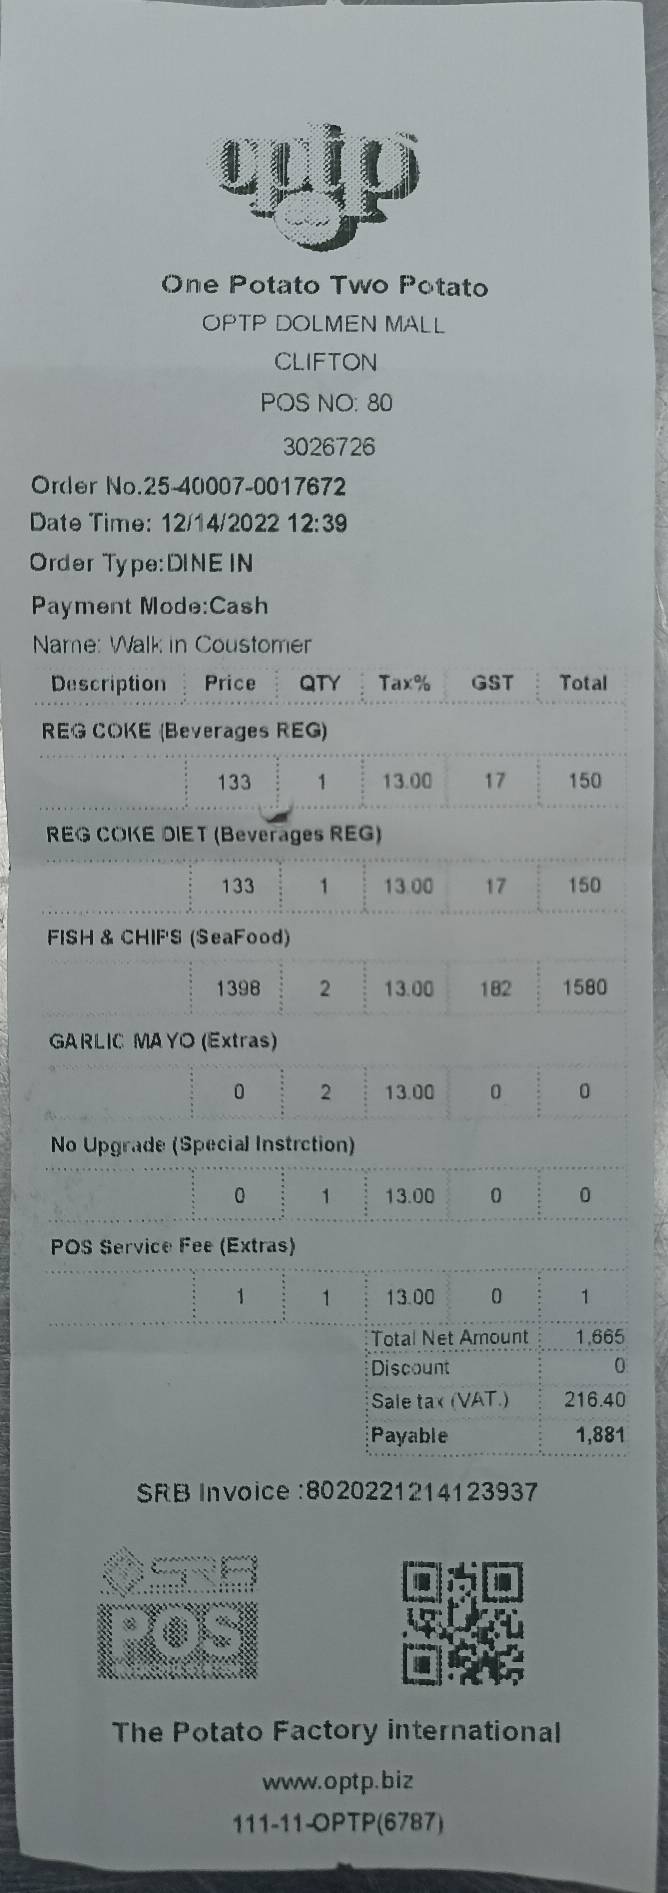 optp
One Potato Two Potato
OPTP DOLMEN MALL
CLIFTON
POS NO: 80
3026726
Order No.25-40007-0017672
Date Time: 12/14/2022 12:39
Order Type:DINE IN
Payment Mode:Cash
Name: Walk in Coustomer
Description Price QTY Tax% GST Total
REG COKE (Beverages REG)
133 1 13.00 17 150
REG COKE DIET (Beverages REG)
133 1 13.00 17 150
FISH & CHIPS (SeaFood)
1398 2 13.00 182 1580
GARLIC MAYO (Extras)
0 2 13.00 0 0
No Upgrade (Special Instrction)
0 1 13.00 0 0
POS Service Fee (Extras)
1 1 13.00 0 1
Total Net Amount 1,665
Discount 0
Sale tax (VAT.) 216.40
Payable 1,881
SRB Invoice :8020221214123937
POS
The Potato Factory international
www.optp.biz
111-11-OPTP(6787)